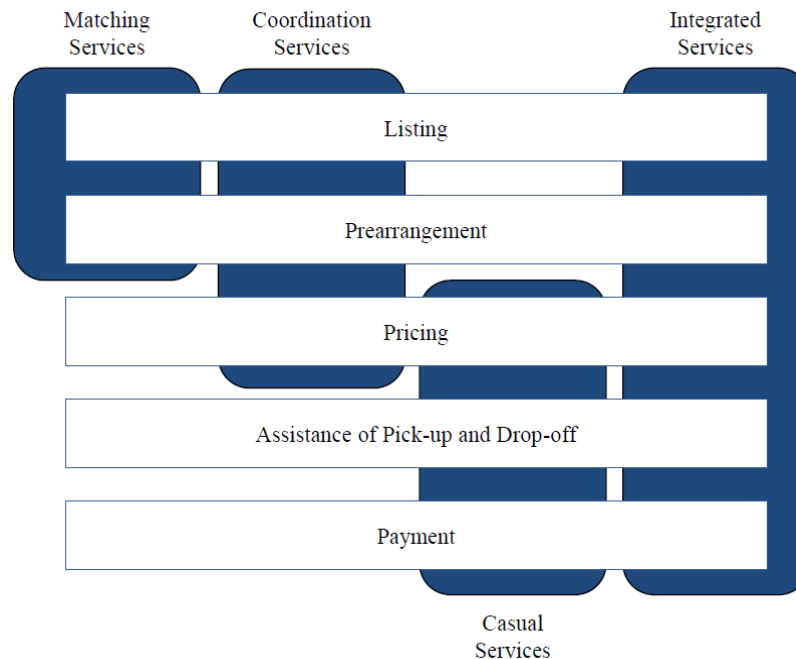 Matching
Services
Coordination
Services
Integrated
Services
Listing
Prearrangement
Pricing
Assistance of Pick-up and Drop-off
Payment
Casual
Services